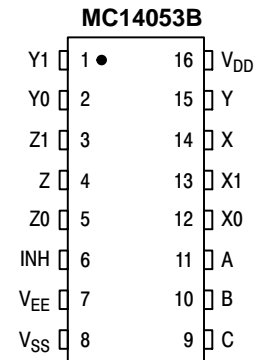 MC14053B
Y1 1 16 VDD
Y0 2 15 Y
Z1 3 14 X
Z 4 13 X1
Z0 5 12 X0
INH 6 11 A
VEE 7 10 B
VSS 8 9 C